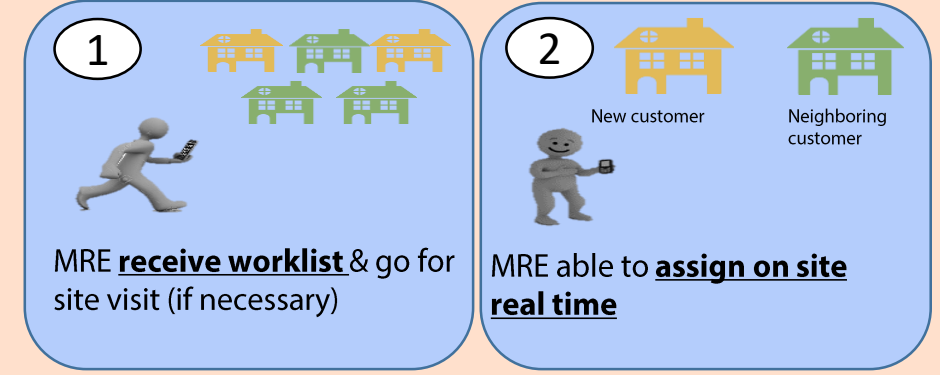 1
MRE receive worklist & go for
site visit (if necessary)
2
New customer
Neighboring
customer
MRE able to assign on site
real time